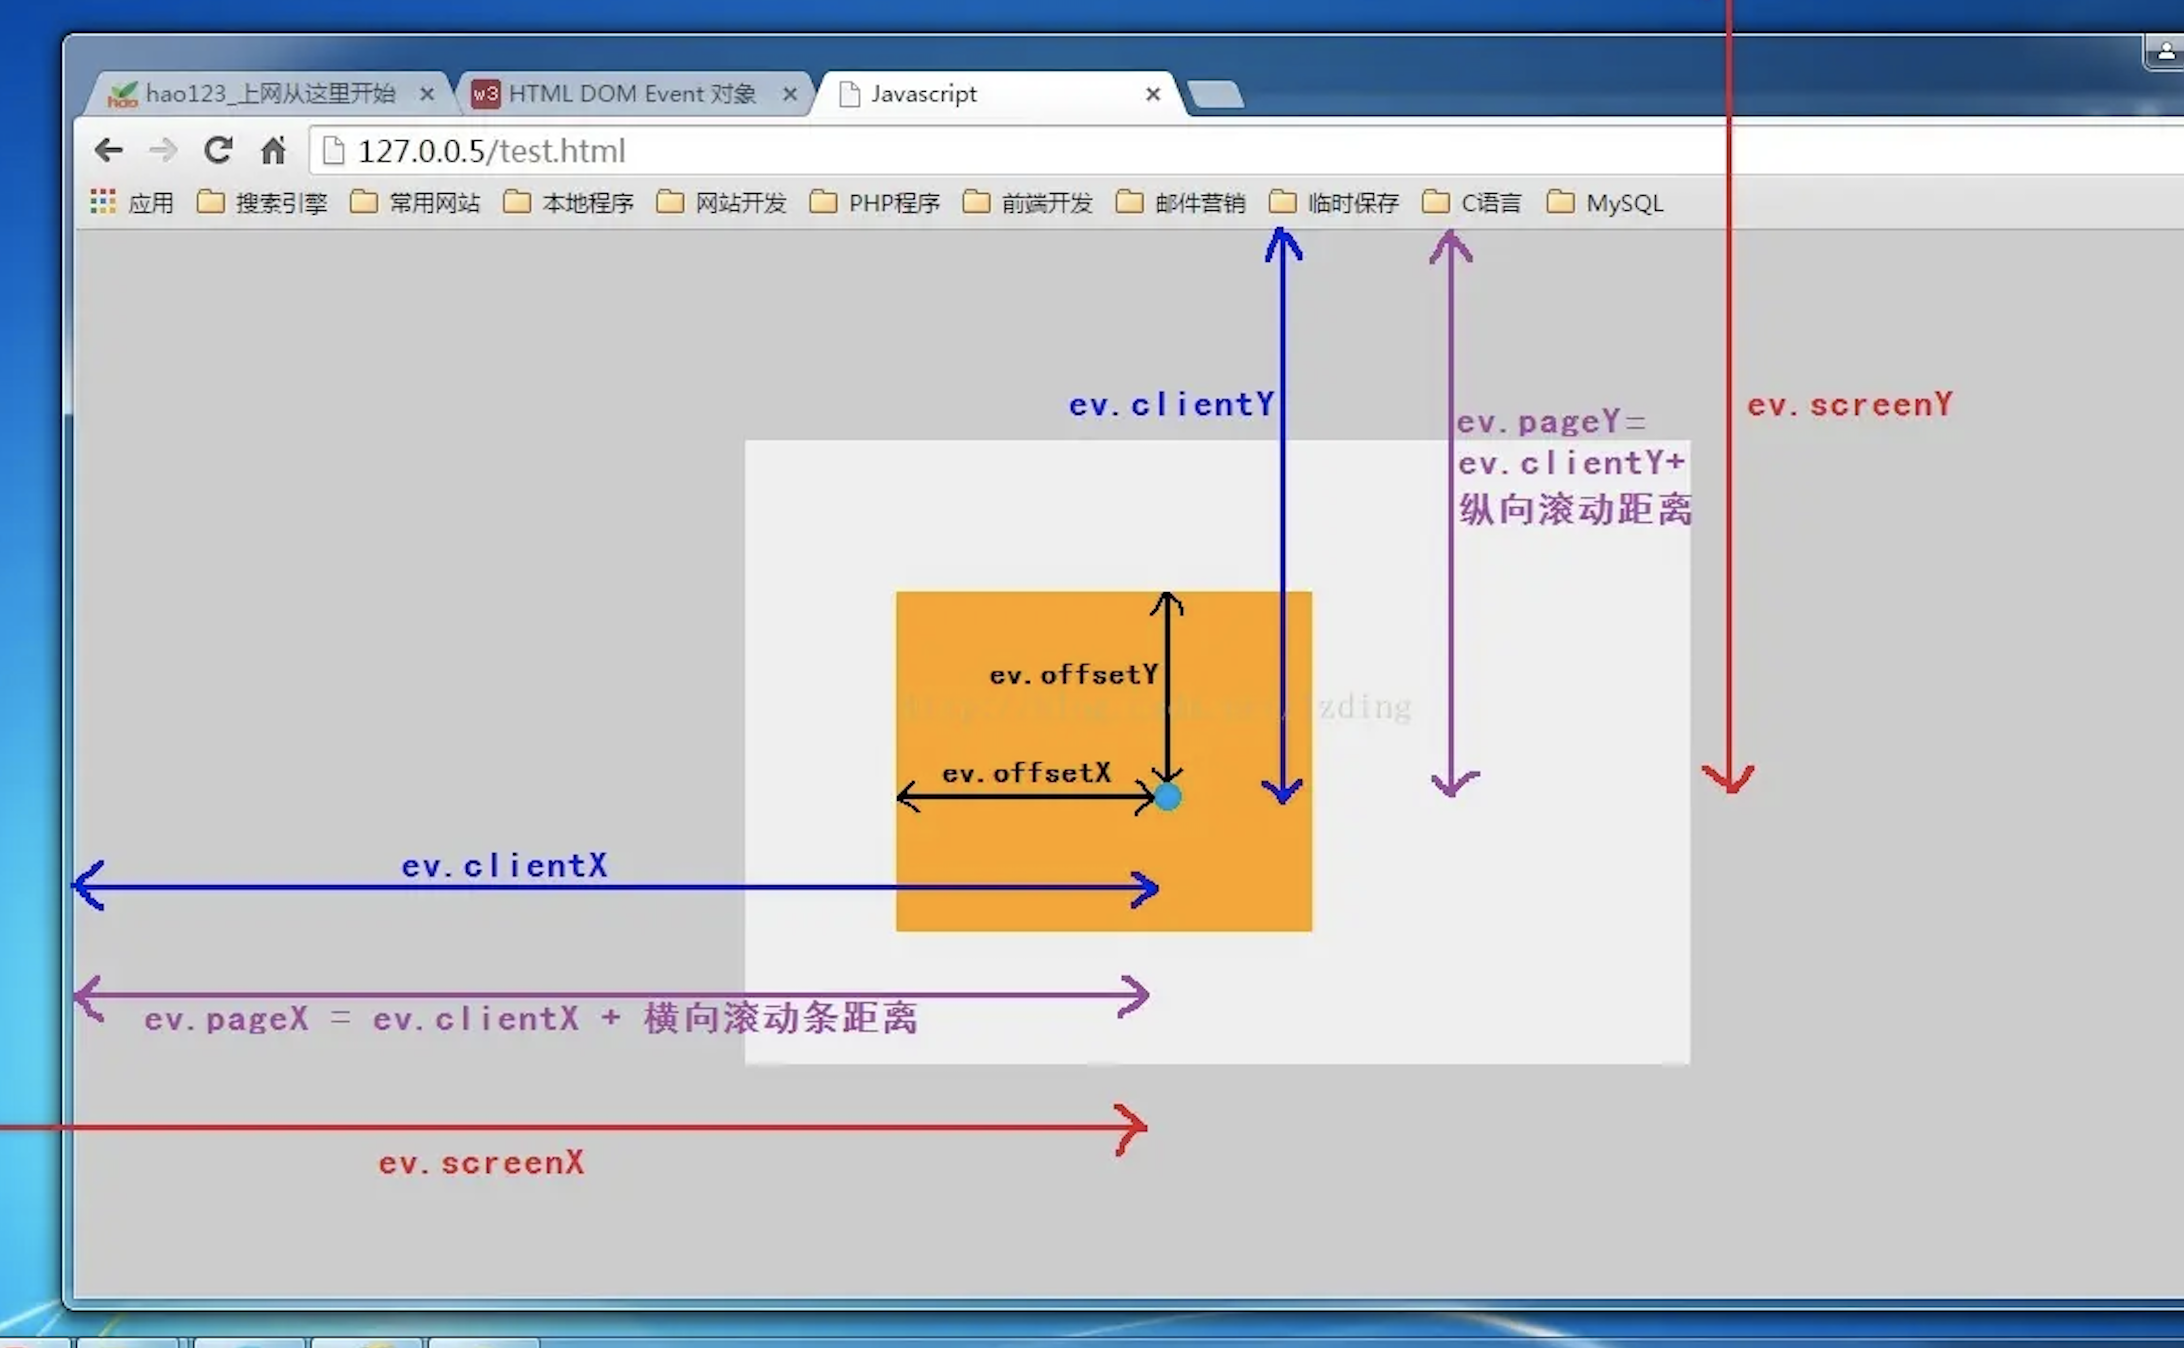 hao123_上网从这里开始
w3 HTML DOM Event 对象
Javascript
127.0.0.5/test.html
应用 搜索引擎 常用网站 本地程序 网站开发 PHP程序 前端开发 邮件营销 临时保存 C语言 MySQL
ev.clientY
ev.pageY=
ev.clientY+
纵向滚动距离
ev.screenY
ev.offsetY
zding
ev.offsetX
ev.clientX
ev.pageX = ev.clientX + 横向滚动条距离
ev.screenX